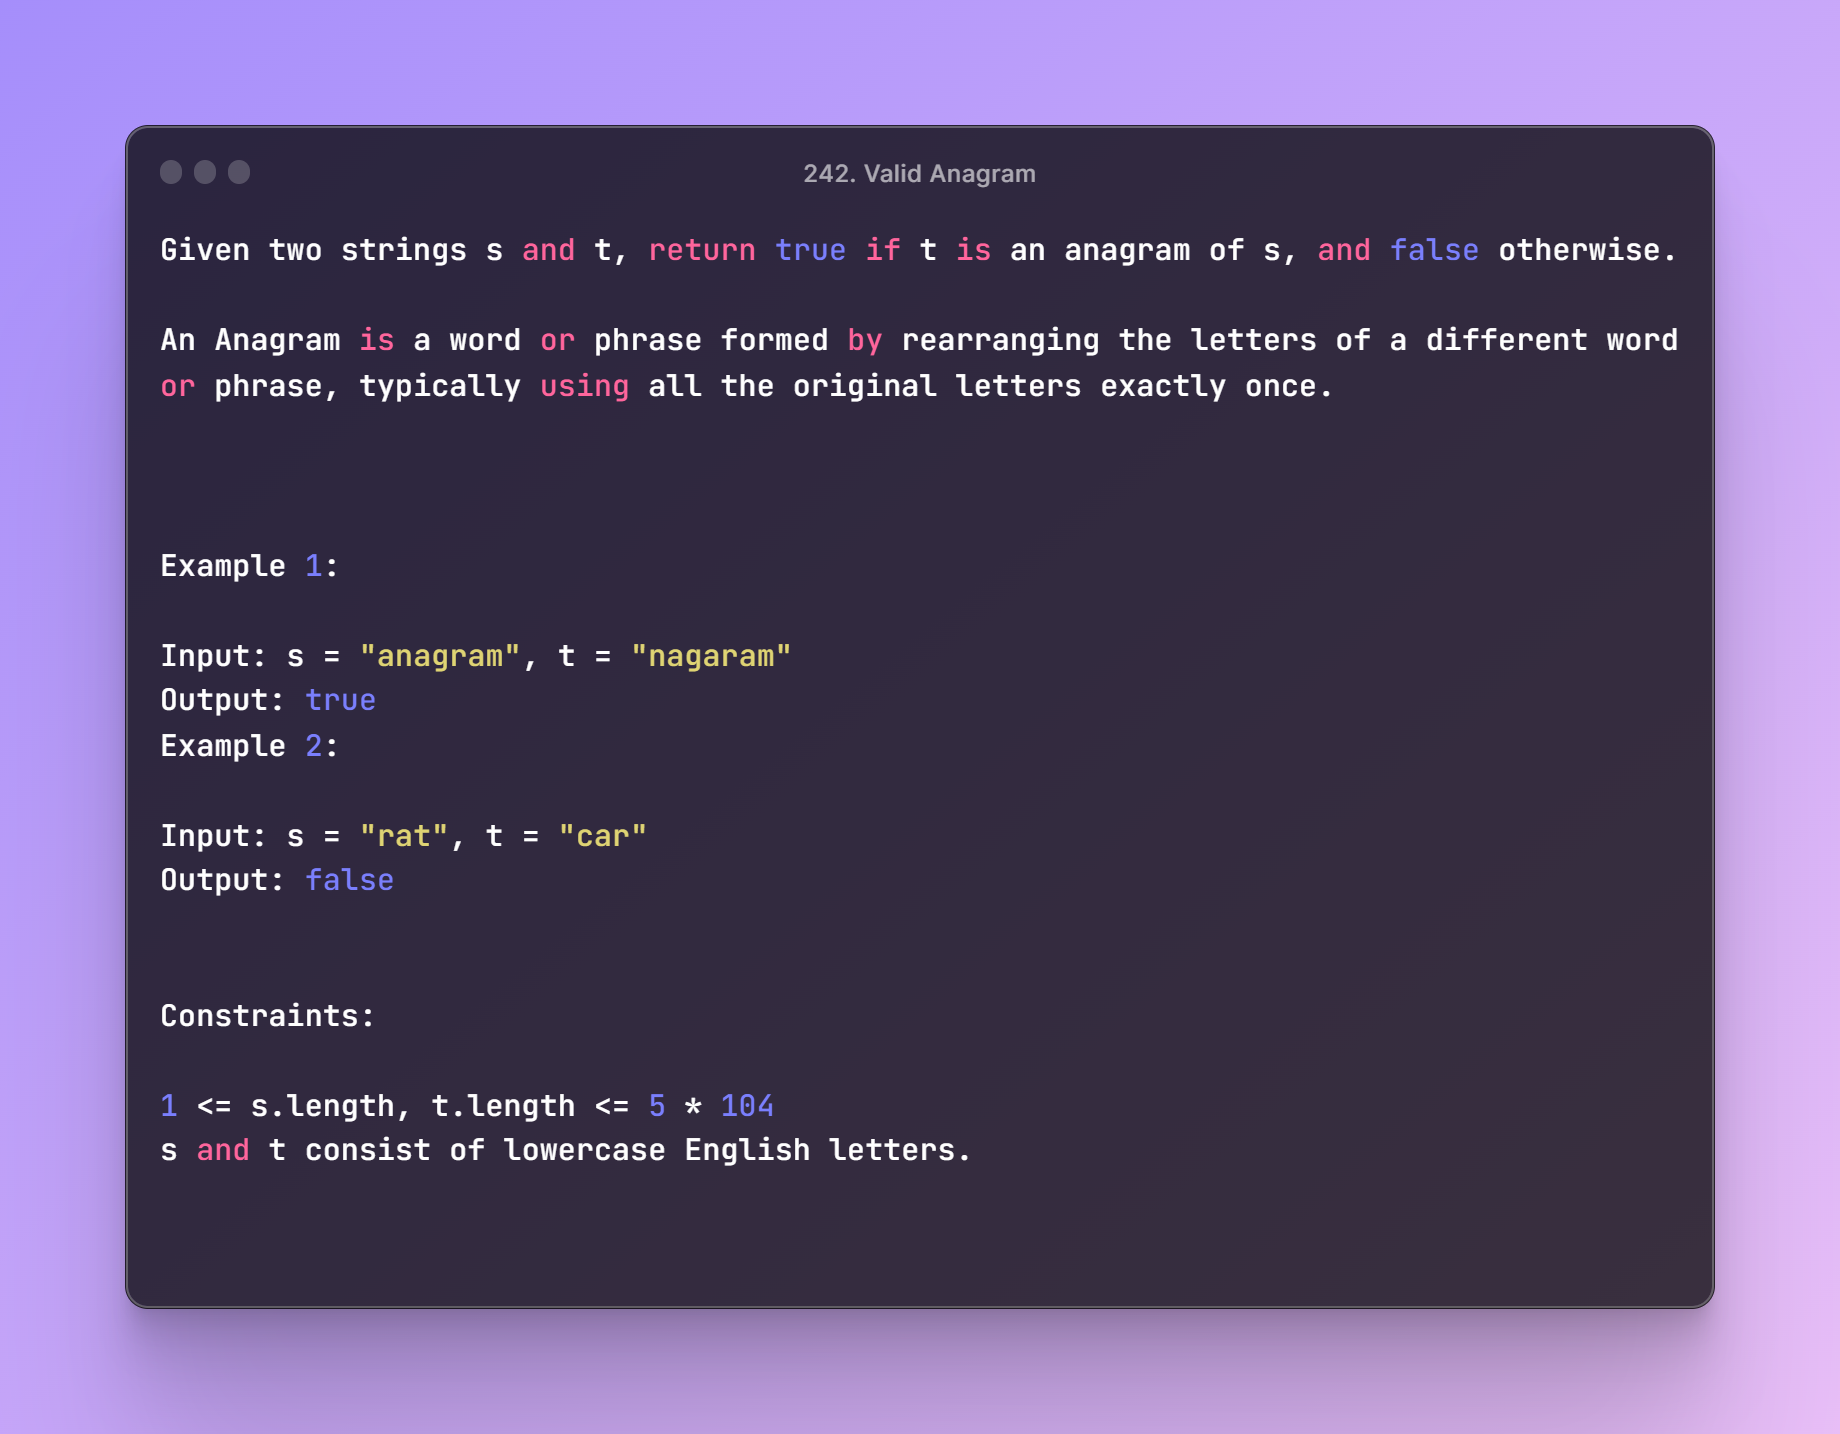 242. Valid Anagram
Given two strings s and t, return true if t is an anagram of s, and false otherwise.
An Anagram is a word or phrase formed by rearranging the letters of a different word
or phrase, typically using all the original letters exactly once.
Example 1:
Input: s = "anagram", t = "nagaram"
Output: true
Example 2:
Input: s = "rat", t = "car"
Output: false
Constraints:
1 <= s.length, t.length <= 5 * 104
s and t consist of lowercase English letters.